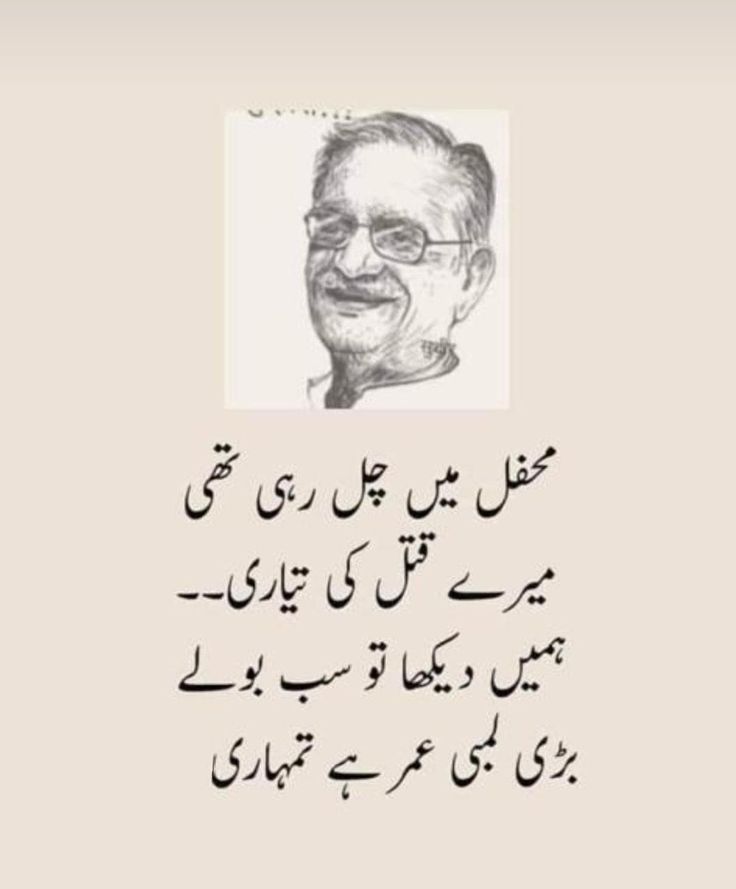 محفل میں چل رہی تھی
میرے قتل کی تیاری۔۔
ہمیں دیکھا تو سب بولے
بڑی لمبی عمر ہے تمہاری